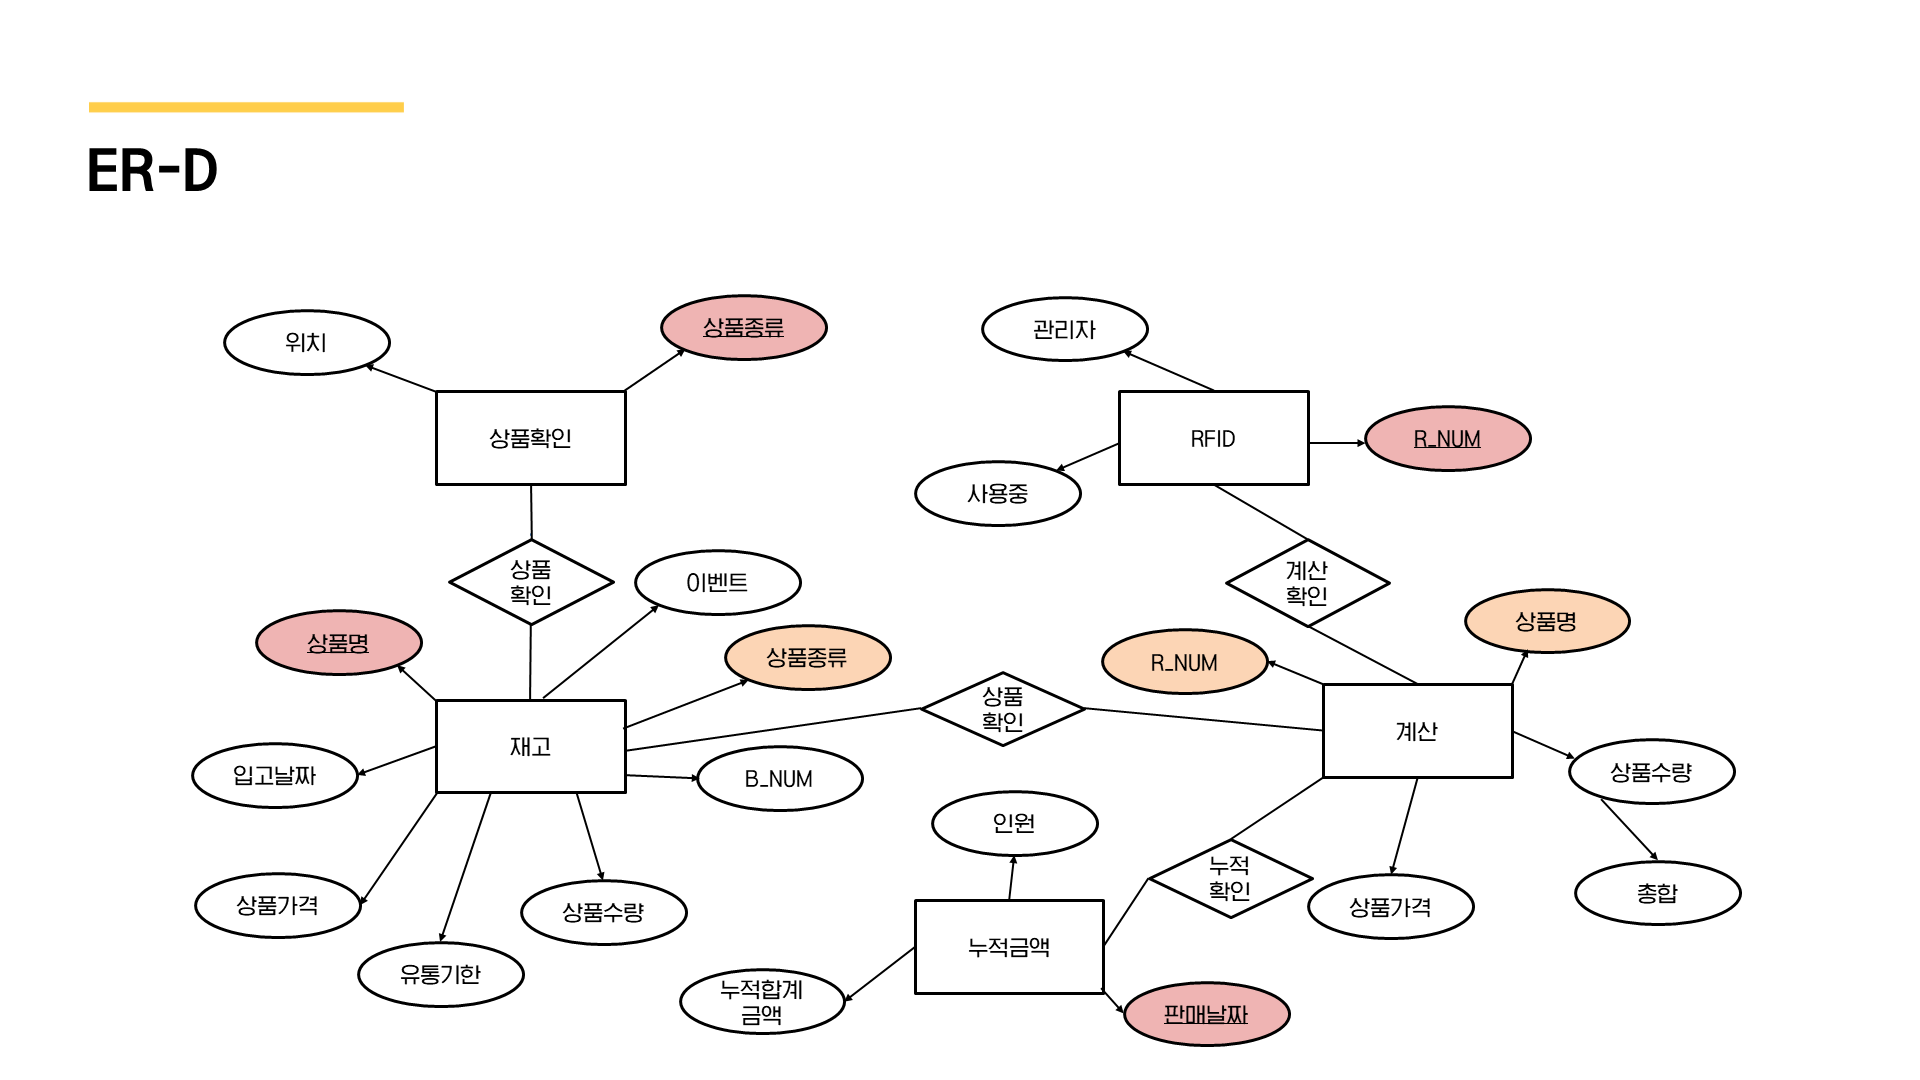 ER-D
위치
상품종류
관리자
상품확인
RFID
R_NUM
사용중
상품
확인
이벤트
계산
확인
상품명
상품종류
R_NUM
상품명
상품
확인
재고
계산
입고날짜
B_NUM
상품수량
인원
누적
확인
상품가격
상품수량
상품가격
총합
유통기한
누적금액
누적합계
금액
판매날짜